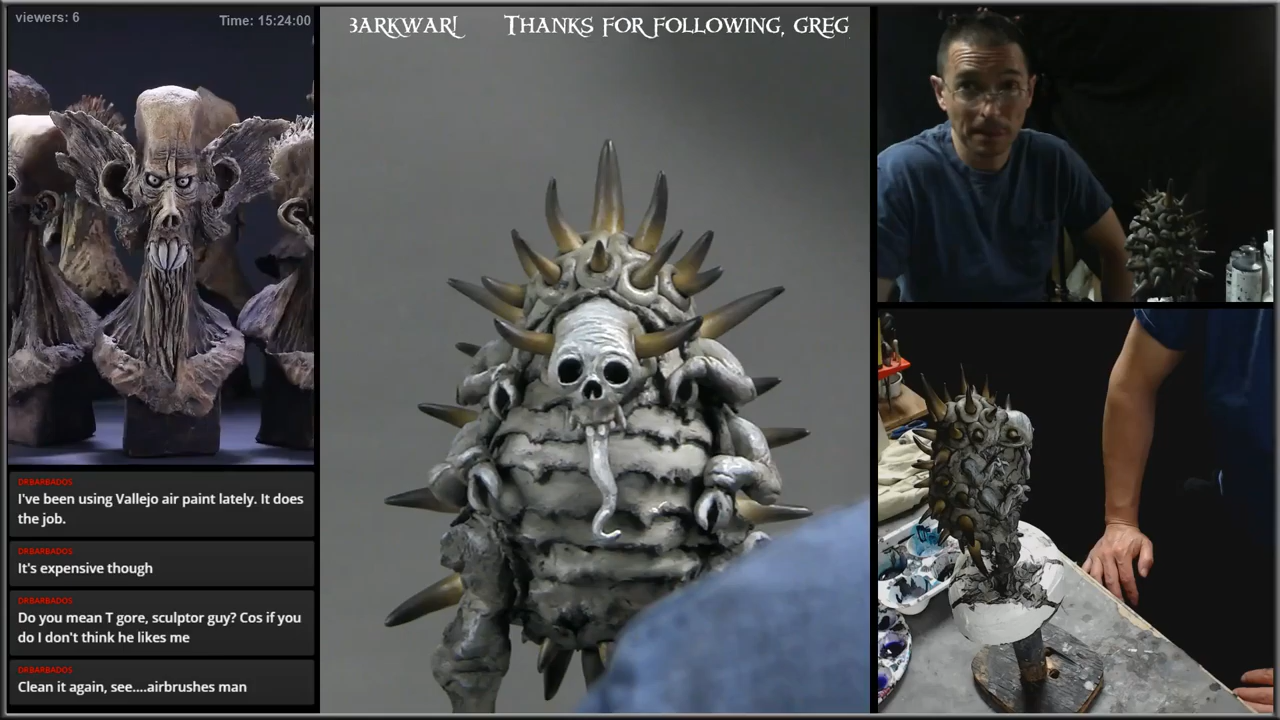 viewers: 6
Time: 15:24:00
THANKS FOR FOLLOWING, GREG
DRBARBADOS
I've been using Vallejo air paint lately. It does
the job.
DRBARBADOS
It's expensive though
DRBARBADOS
Do you mean T gore, sculptor guy? Cos if you
do I don't think he likes me
DRBARBADOS
Clean it again, see....airbrushes man